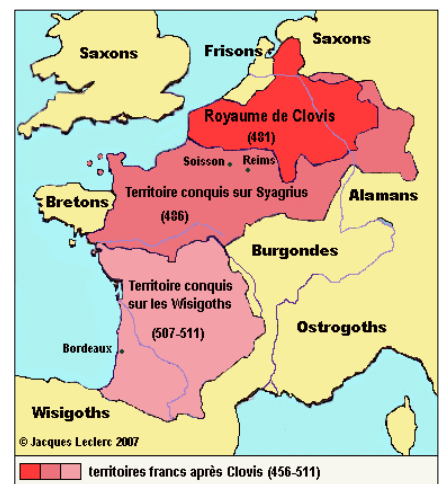 Saxons
Frisons
Saxons
Royaume de Clovis
(481)
Soisson
Reims
Bretons
Territoire conquis sur Syagrius
(486)
Alamans
Burgondes
Territoire conquis
sur les Wisigoths
(507-511)
Ostrogoths
Bordeaux
Wisigoths
© Jacques Leclerc 2007
territoires francs après Clovis (456-511)